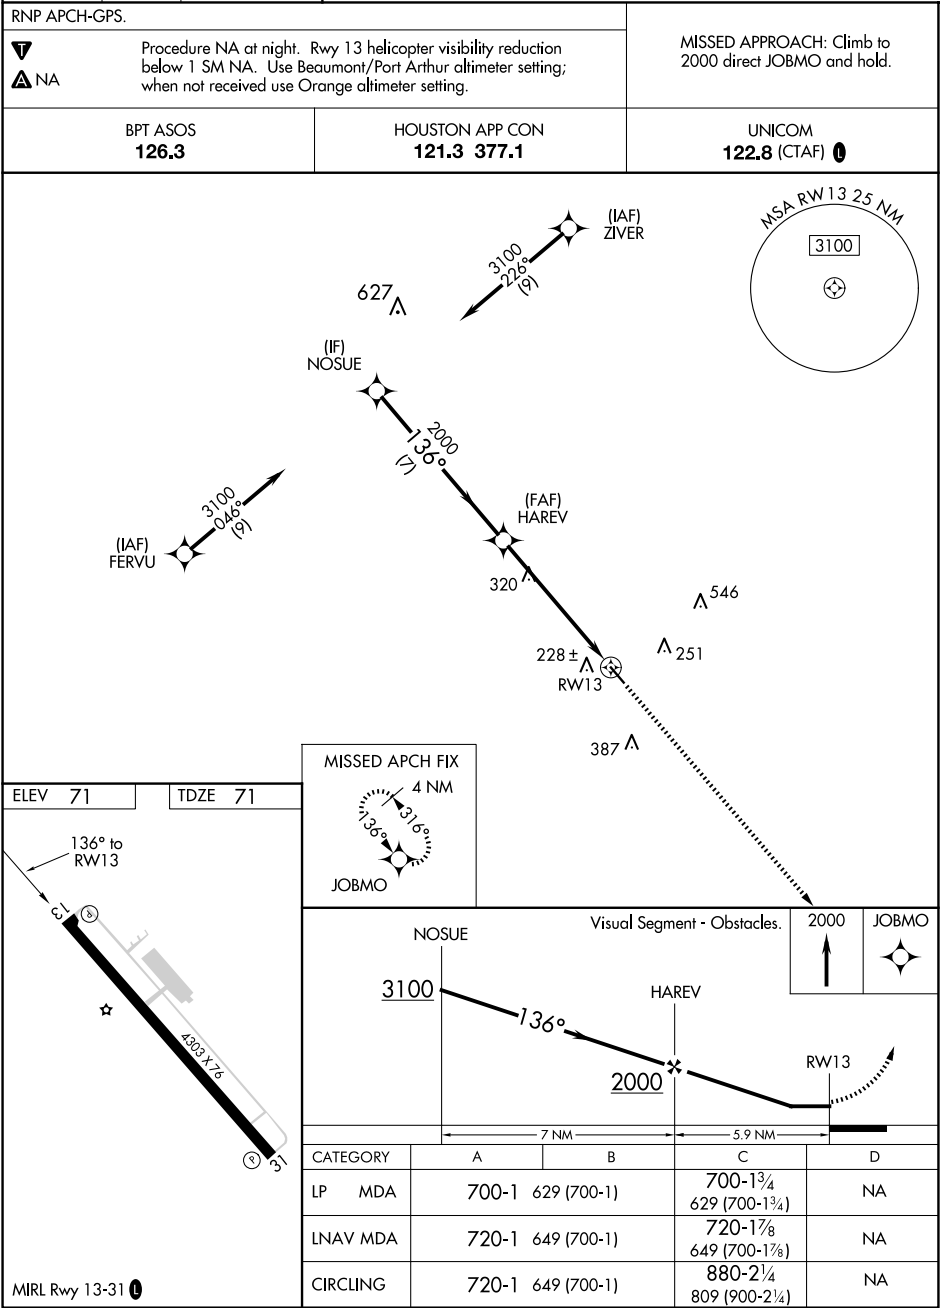 RNP APCH-GPS.
T
A NA
Procedure NA at night. Rwy 13 helicopter visibility reduction
below 1 SM NA. Use Beaumont/Port Arthur altimeter setting;
when not received use Orange altimeter setting.
MISSED APPROACH: Climb to
2000 direct JOBMO and hold.
BPT ASOS
126.3
HOUSTON APP CON
121.3 377.1
UNICOM
122.8 (CTAF) L
MSA RW13 25 NM
3100
(IAF)
ZIVER
3100
226°
(9)
627
(IF)
NOSUE
2000
136°
(7)
(FAF)
HAREV
3100
046°
(9)
(IAF)
FERVU
320
546
251
228±
RW13
387
MISSED APCH FIX
4 NM
136°
316°
JOBMO
ELEV 71
TDZE 71
136° to
RW13
13
P
4303 X 76
P
31
MIRL Rwy 13-31 L
Visual Segment - Obstacles.
2000
JOBMO
NOSUE
3100
136°
HAREV
2000
RW13
7 NM
5.9 NM
CATEGORY A B C D
LP MDA 700-1 629 (700-1) 700-1¾ 629 (700-1¾) NA
LNAV MDA 720-1 649 (700-1) 720-1⅞ 649 (700-1⅞) NA
CIRCLING 720-1 649 (700-1) 880-2¼ 809 (900-2¼) NA